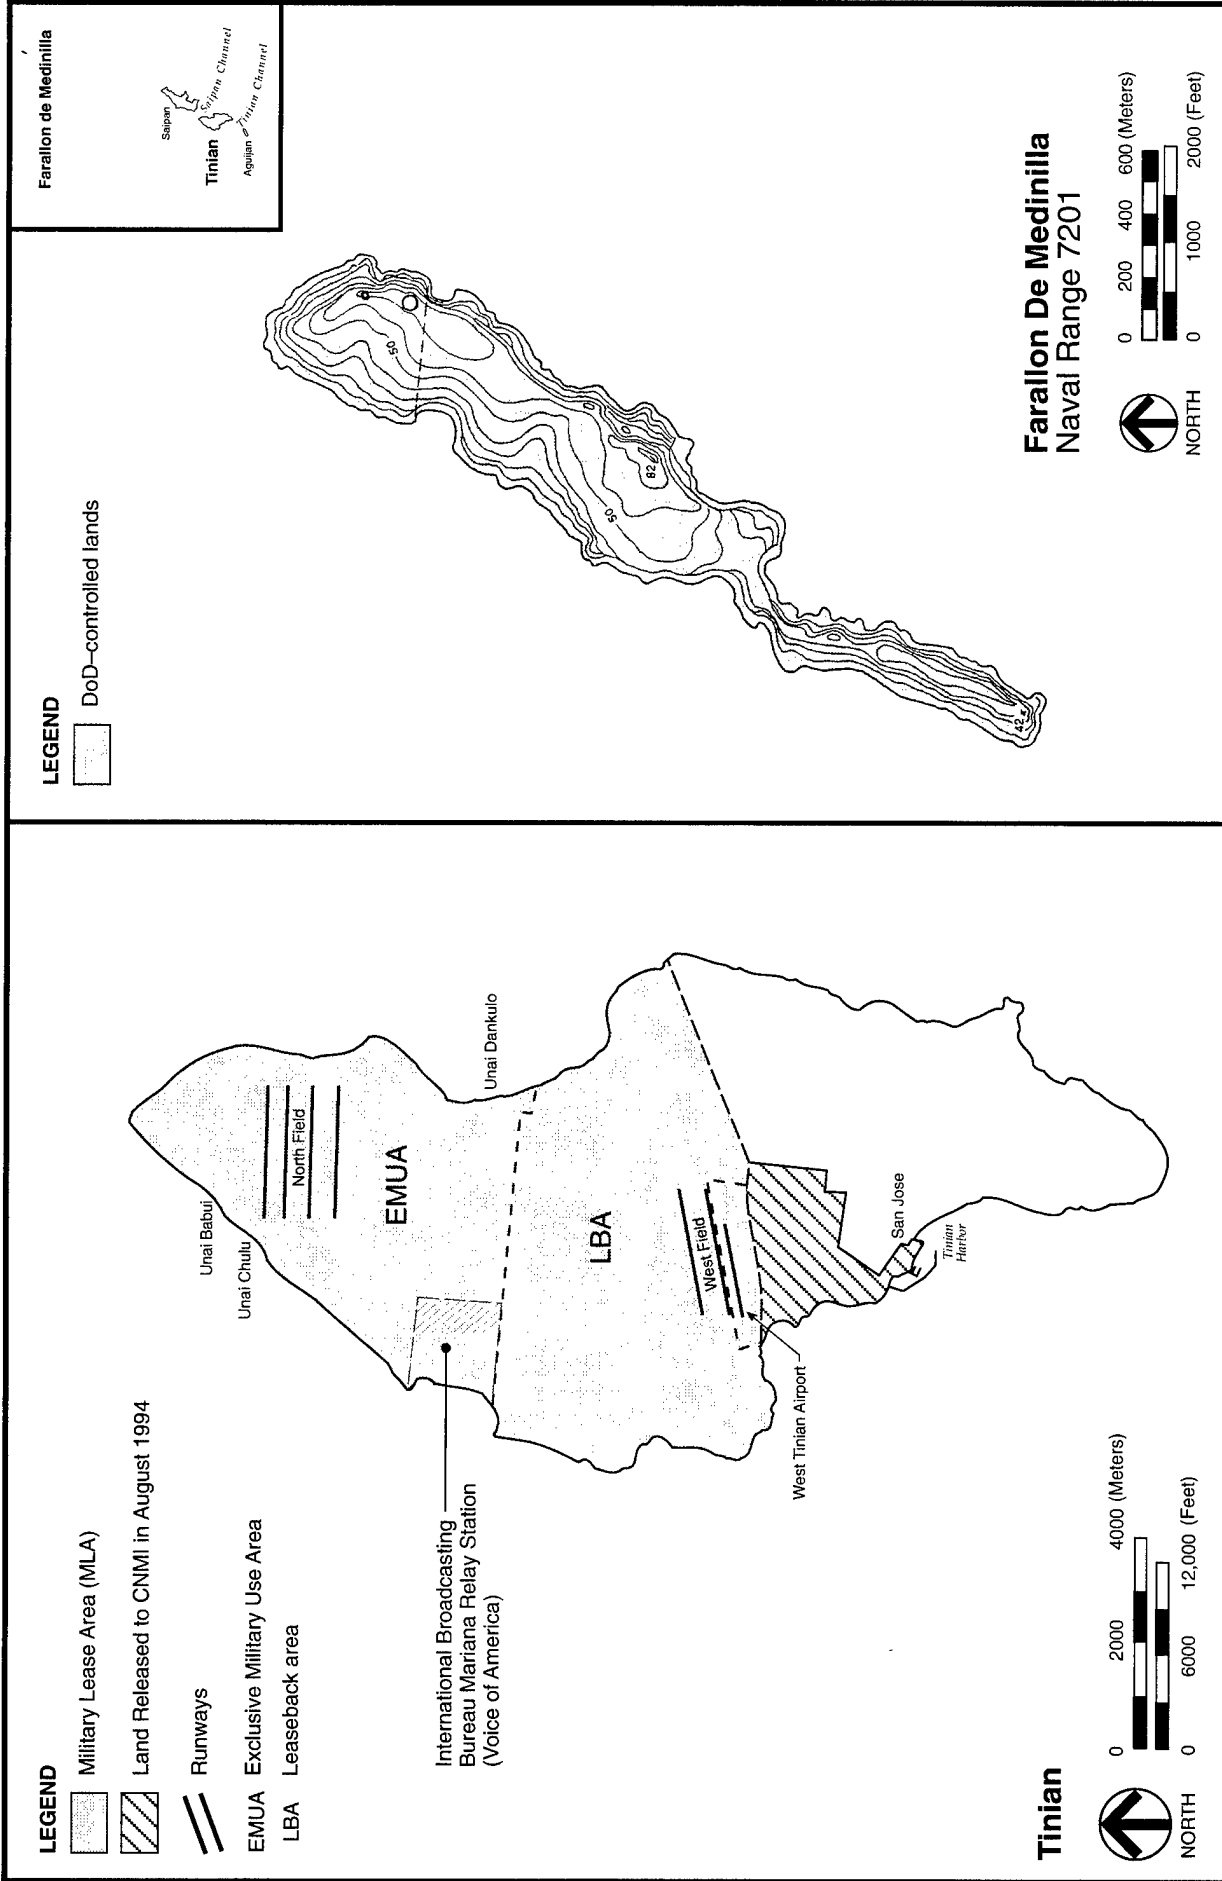 LEGEND
Military Lease Area (MLA)
Land Released to CNMI in August 1994
Runways
EMUA Exclusive Military Use Area
LBA Leaseback area
International Broadcasting
Bureau Mariana Relay Station
(Voice of America)
Unai Babui
Unai Chulu
North Field
EMUA
Unai Dankulo
LBA
West Field
West Tinian Airport
San Jose
Tinian
Harbor
Tinian
NORTH
0 2000 4000 (Meters)
0 6000 12,000 (Feet)
LEGEND
DoD–controlled lands
Farallon de Medinilla
Saipan
Saipan Channel
Tinian
Tinian Channel
Aguijan
50
50
82
42
Farallon De Medinilla
Naval Range 7201
NORTH
0 200 400 600 (Meters)
0 1000 2000 (Feet)